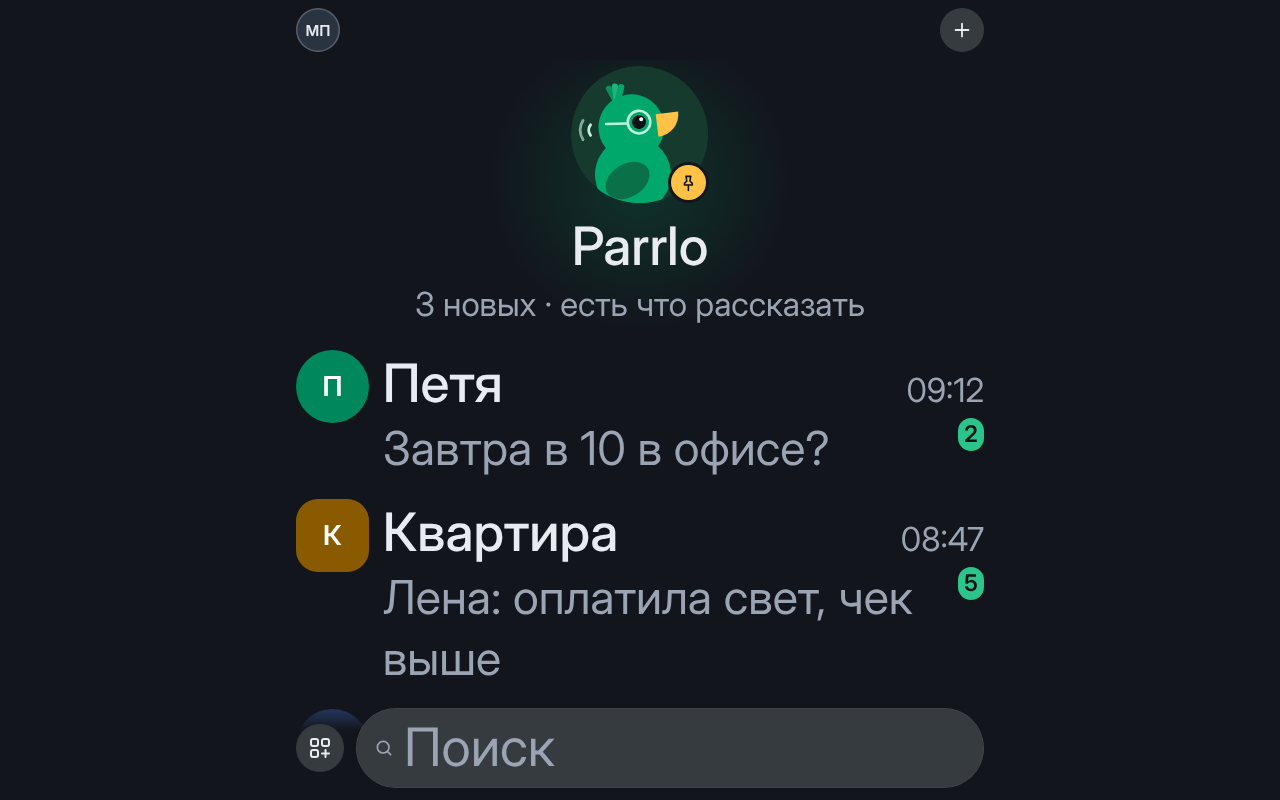 МП
Parrlo
3 новых · есть что рассказать
П
Петя
09:12
Завтра в 10 в офисе?
2
К
Квартира
08:47
Лена: оплатила свет, чек
5
выше
Поиск